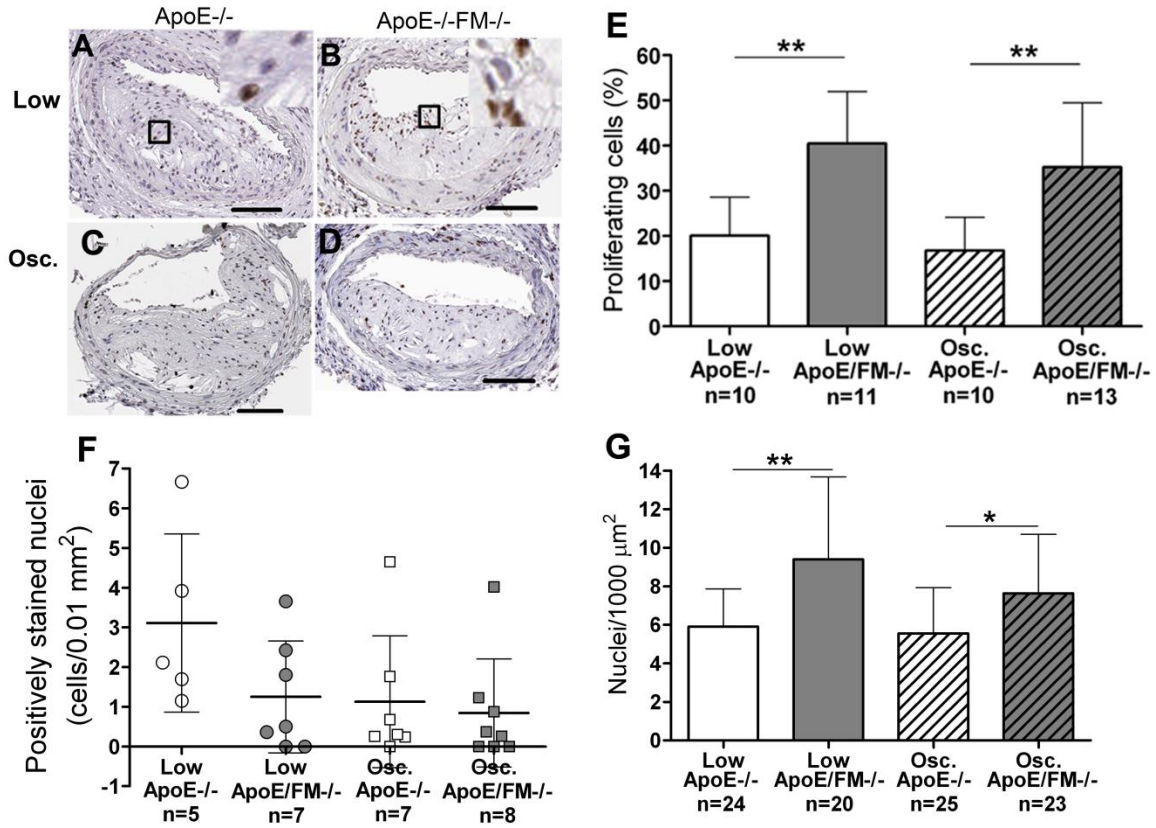 ApoE-/-
ApoE-/-FM-/-
Low
Osc.
A
B
C
D
E
Proliferating cells (%)
60
50
40
30
20
10
0
**
**
Low
ApoE-/-
n=10
Low
ApoE/FM-/-
n=11
Osc.
ApoE-/-
n=10
Osc.
ApoE/FM-/-
n=13
F
Positively stained nuclei
(cells/0.01 mm²)
7
6
5
4
3
2
1
0
-1
Low
ApoE-/-
n=5
Low
ApoE/FM-/-
n=7
Osc.
ApoE-/-
n=7
Osc.
ApoE/FM-/-
n=8
G
Nuclei/1000 µm²
14
12
10
8
6
4
2
0
**
*
Low
ApoE-/-
n=24
Low
ApoE/FM-/-
n=20
Osc.
ApoE-/-
n=25
Osc.
ApoE/FM-/-
n=23